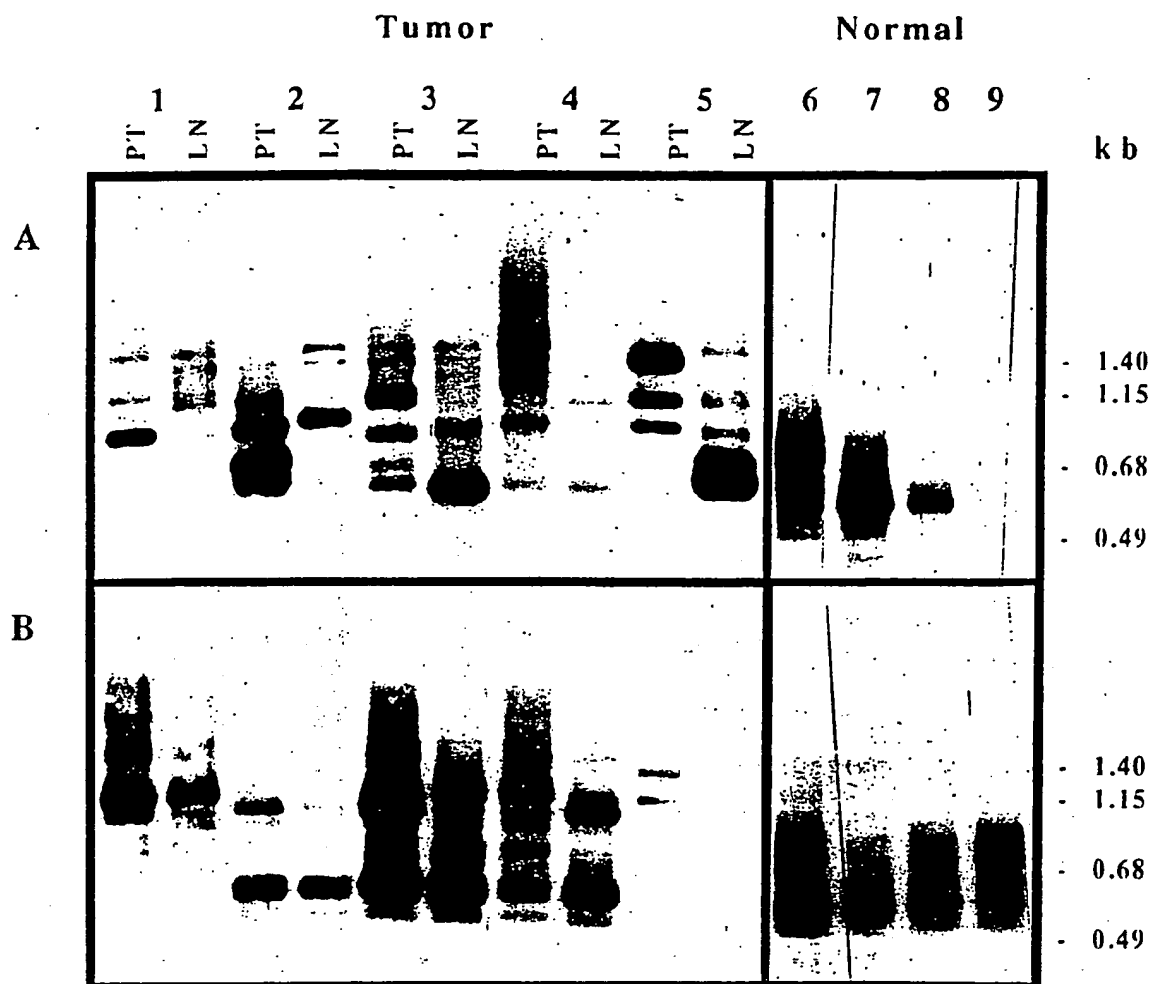 Tumor Normal
1 2 3 4 5 6 7 8 9
PT LN PT LN PT LN PT LN PT LN kb
A
- 1.40
- 1.15
- 0.68
- 0.49
B
- 1.40
- 1.15
- 0.68
- 0.49